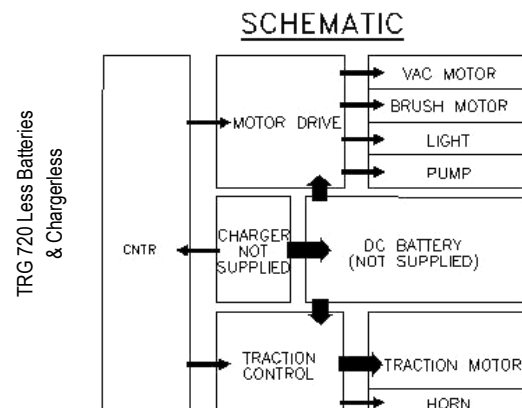 SCHEMATIC
TRG 720 Less Batteries
& Chargerless
CNTR
MOTOR DRIVE
VAC MOTOR
BRUSH MOTOR
LIGHT
PUMP
CHARGER
NOT
SUPPLIED
DC BATTERY
(NOT SUPPLIED)
TRACTION
CONTROL
TRACTION MOTOR
HORN